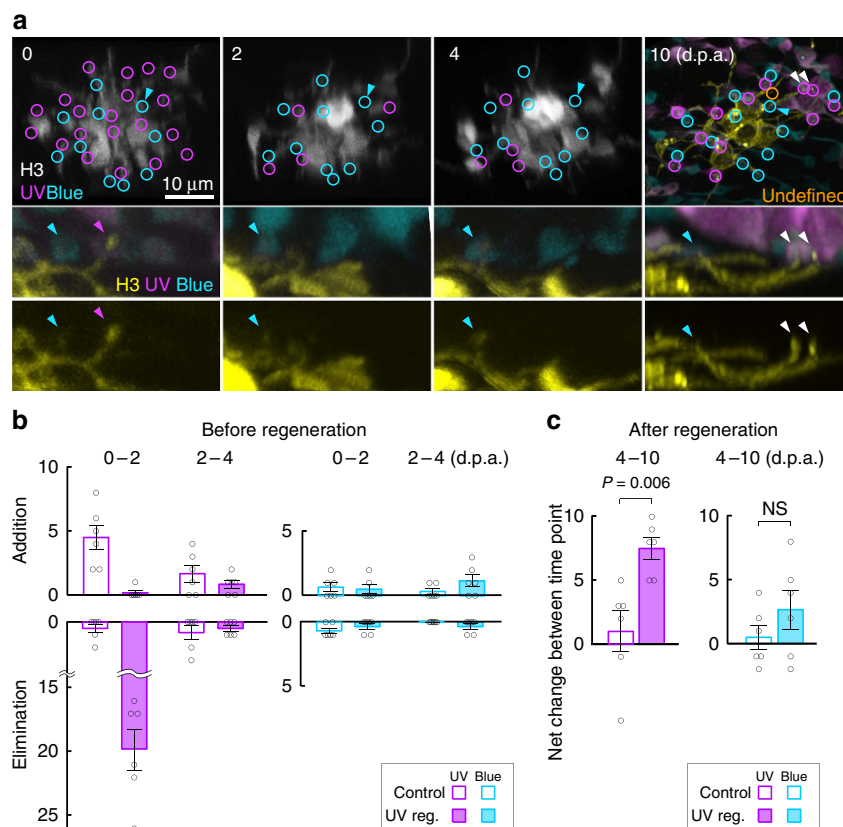 a
0
2
4
10 (d.p.a.)
H3
UVBlue
10 μm
Undefined
H3 UV Blue
b
Before regeneration
0–2
2–4
0–2
2–4 (d.p.a.)
Addition
10
5
0
5
0
Elimination
0
15
20
25
0
5
UV Blue
Control
UV reg.
c
After regeneration
4–10
4–10 (d.p.a.)
P = 0.006
NS
Net change between time point
10
5
0
10
5
0
UV Blue
Control
UV reg.